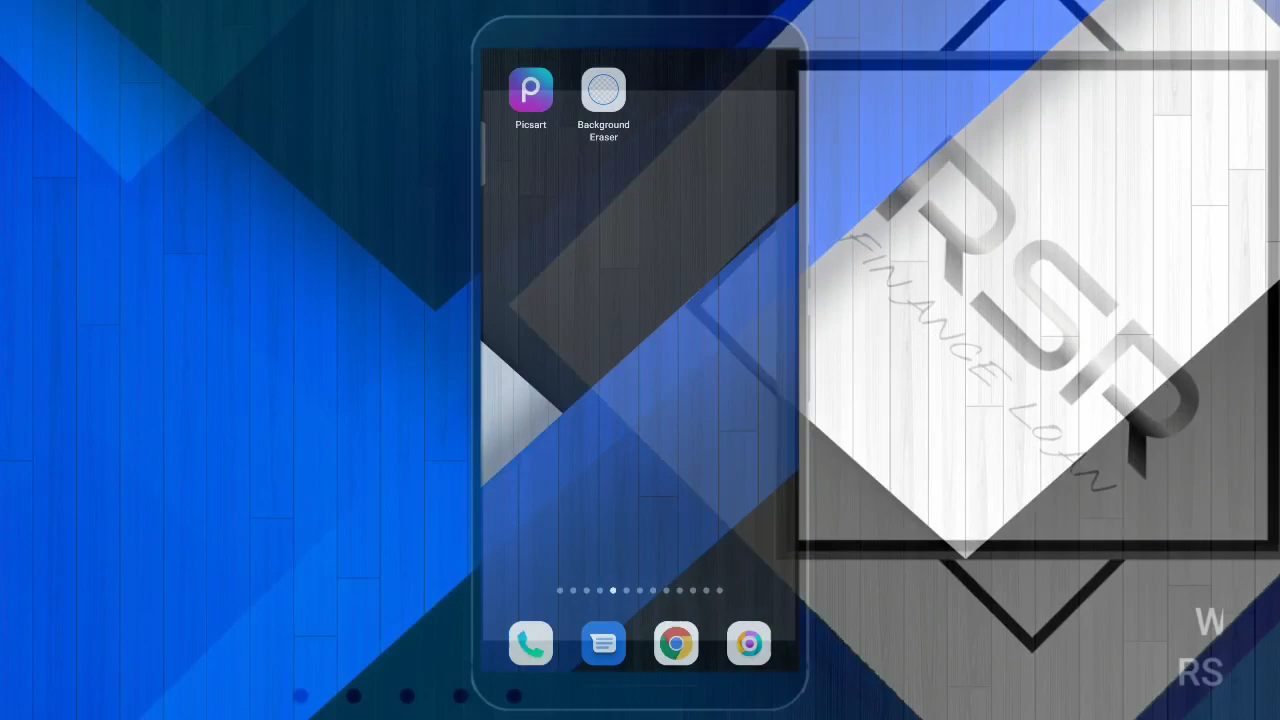 Picsart
Background
Eraser
RSR
FINANCE LOAN
W
RS